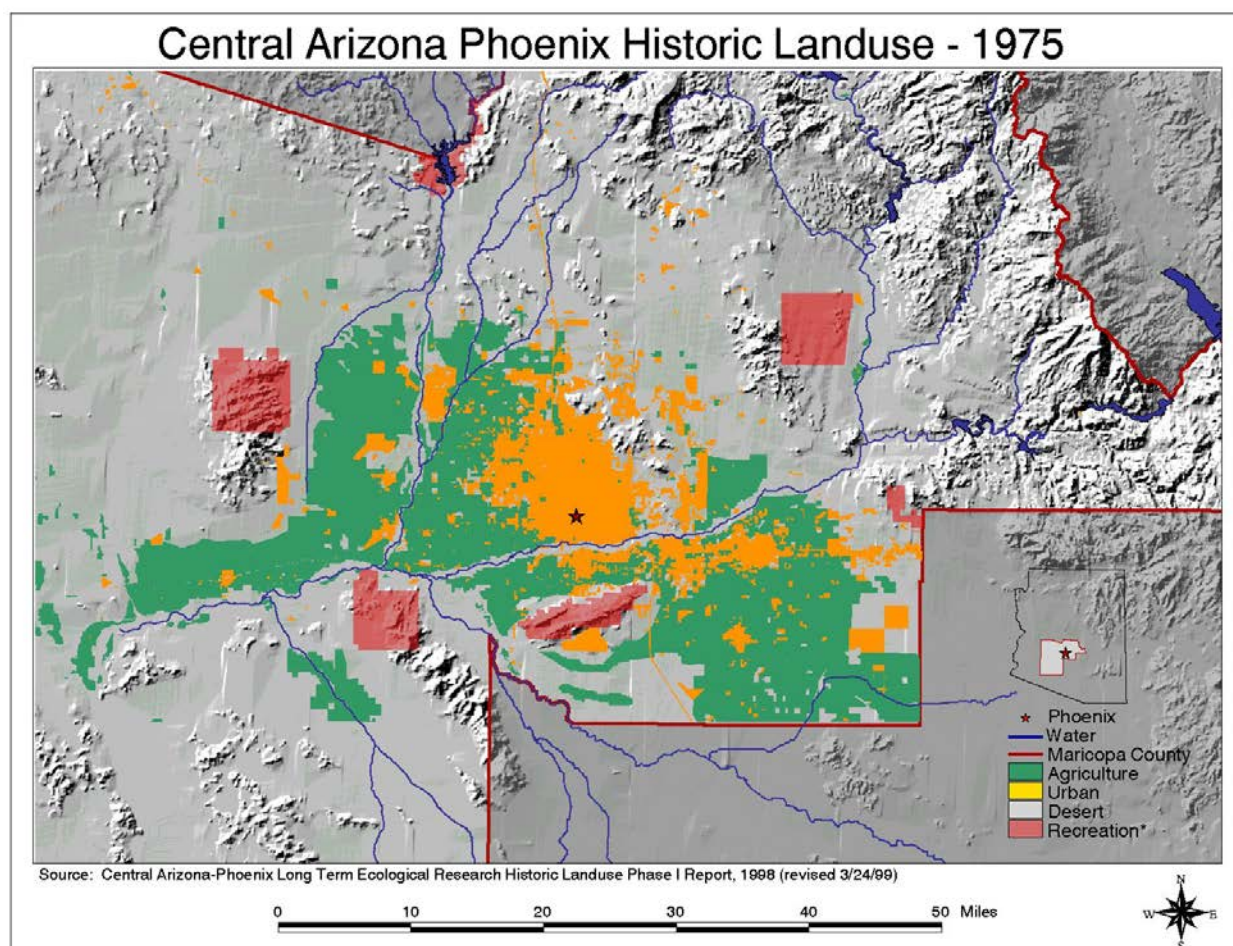 Central Arizona Phoenix Historic Landuse - 1975
Phoenix
Water
Maricopa County
Agriculture
Urban
Desert
Recreation*
Source: Central Arizona-Phoenix Long Term Ecological Research Historic Landuse Phase I Report, 1998 (revised 3/24/99)
0 10 20 30 40 50 Miles
N
W E
S